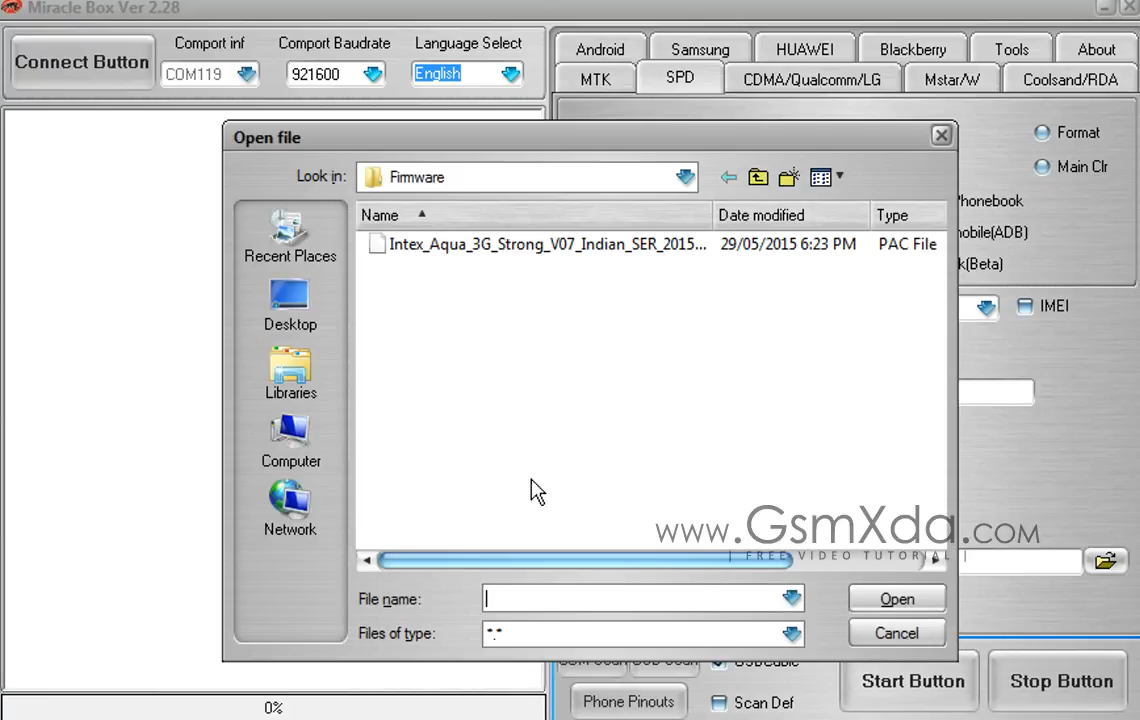 Miracle Box Ver 2.28
Connect Button
Comport inf
Comport Baudrate
Language Select
COM119
921600
English
Android
Samsung
HUAWEI
Blackberry
Tools
About
MTK
SPD
CDMA/Qualcomm/LG
Mstar/W
Coolsand/RDA
Format
Main Clr
Phonebook
mobile(ADB)
k(Beta)
IMEI
Open file
Look in:
Firmware
Name
Date modified
Type
Intex_Aqua_3G_Strong_V07_Indian_SER_2015...
29/05/2015 6:23 PM
PAC File
Recent Places
Desktop
Libraries
Computer
Network
www.GsmXda.com
| FREE VIDEO TUTORIAL |
File name:
Open
Files of type:
*.*
Cancel
Start Button
Stop Button
Phone Pinouts
Scan Def
0%